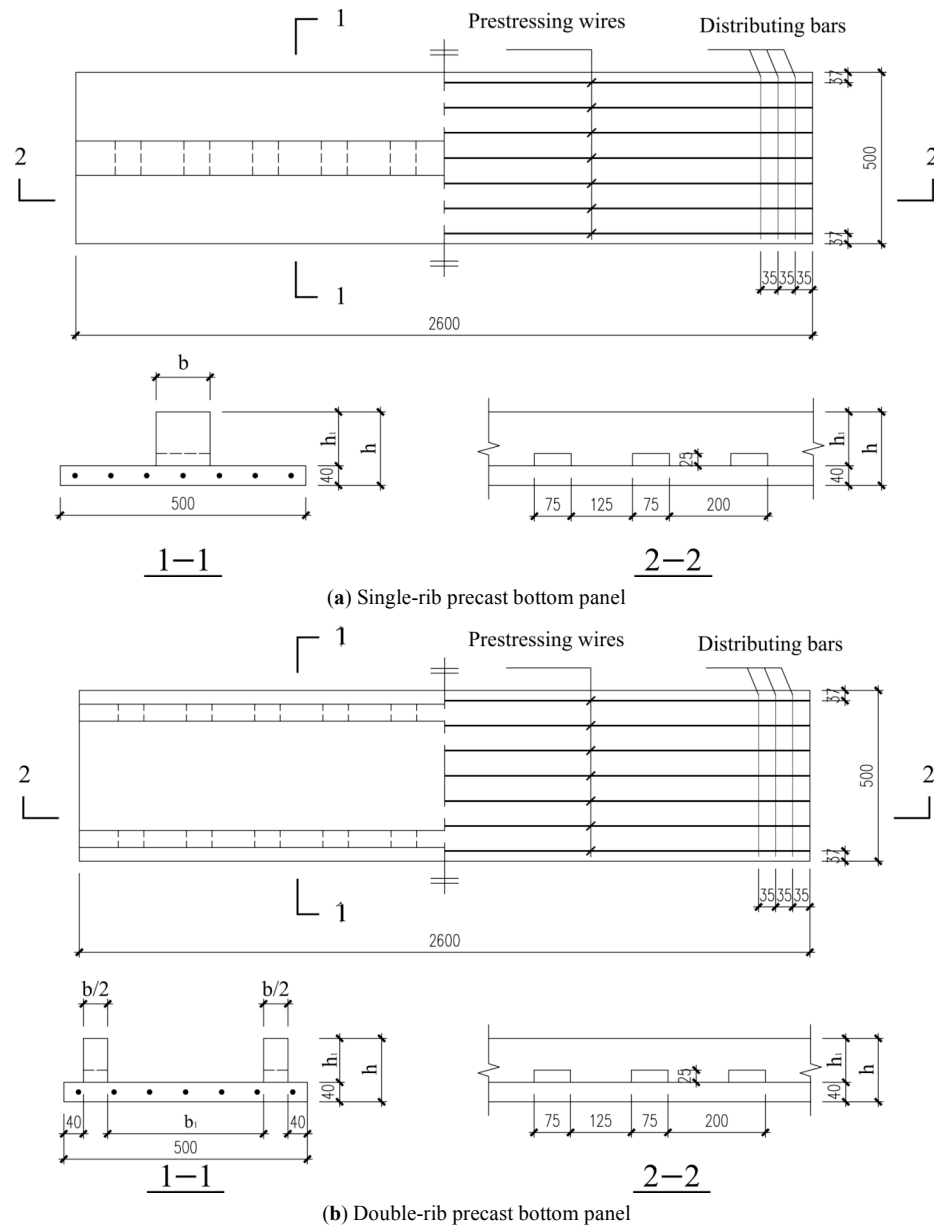 1
Prestressing wires
Distributing bars
37
2
500
2
37
1
35 35 35
2600
b
h₁
h
40
500
1—1
25
h₁
h
40
75 125 75 200
2—2
(a) Single-rib precast bottom panel
1
Prestressing wires
Distributing bars
37
2
500
2
37
1
35 35 35
2600
b/2 b/2
h₁
h
40
40 b₁ 40
500
1—1
25
h₁
h
40
75 125 75 200
2—2
(b) Double-rib precast bottom panel